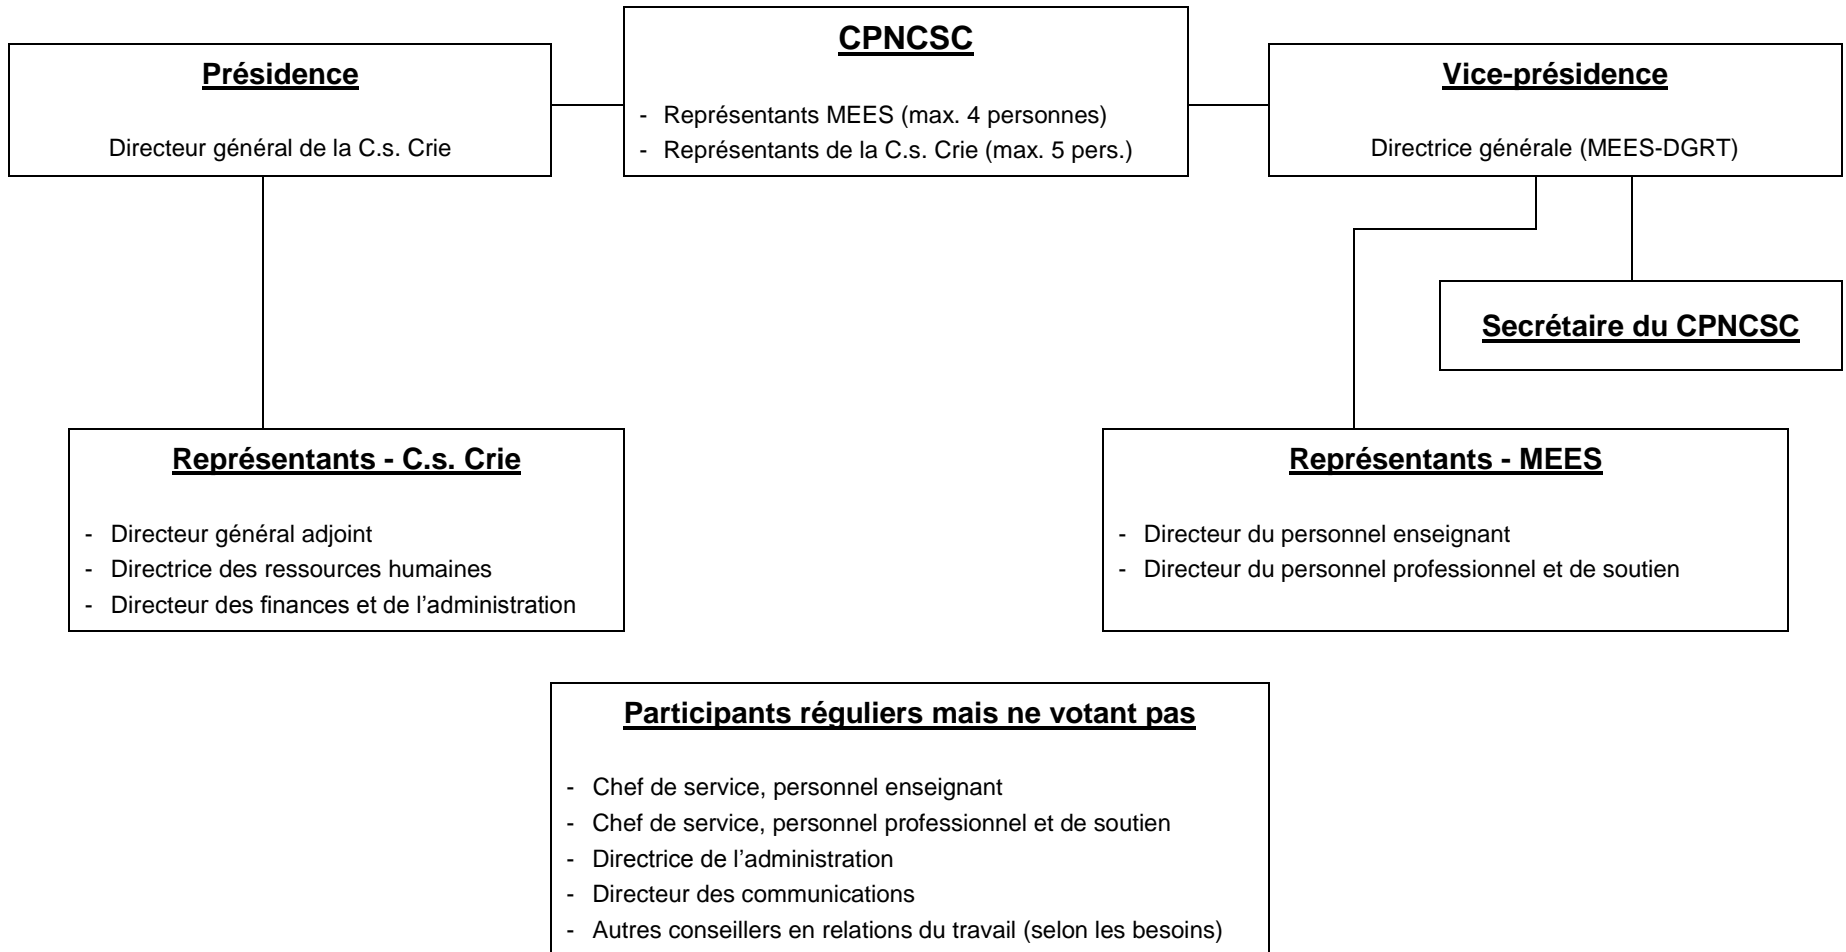 CPNCSC
- Représentants MEES (max. 4 personnes)
- Représentants de la C.s. Crie (max. 5 pers.)
Présidence
Directeur général de la C.s. Crie
Vice-présidence
Directrice générale (MEES-DGRT)
Secrétaire du CPNCSC
Représentants - C.s. Crie
- Directeur général adjoint
- Directrice des ressources humaines
- Directeur des finances et de l’administration
Représentants - MEES
- Directeur du personnel enseignant
- Directeur du personnel professionnel et de soutien
Participants réguliers mais ne votant pas
- Chef de service, personnel enseignant
- Chef de service, personnel professionnel et de soutien
- Directrice de l’administration
- Directeur des communications
- Autres conseillers en relations du travail (selon les besoins)